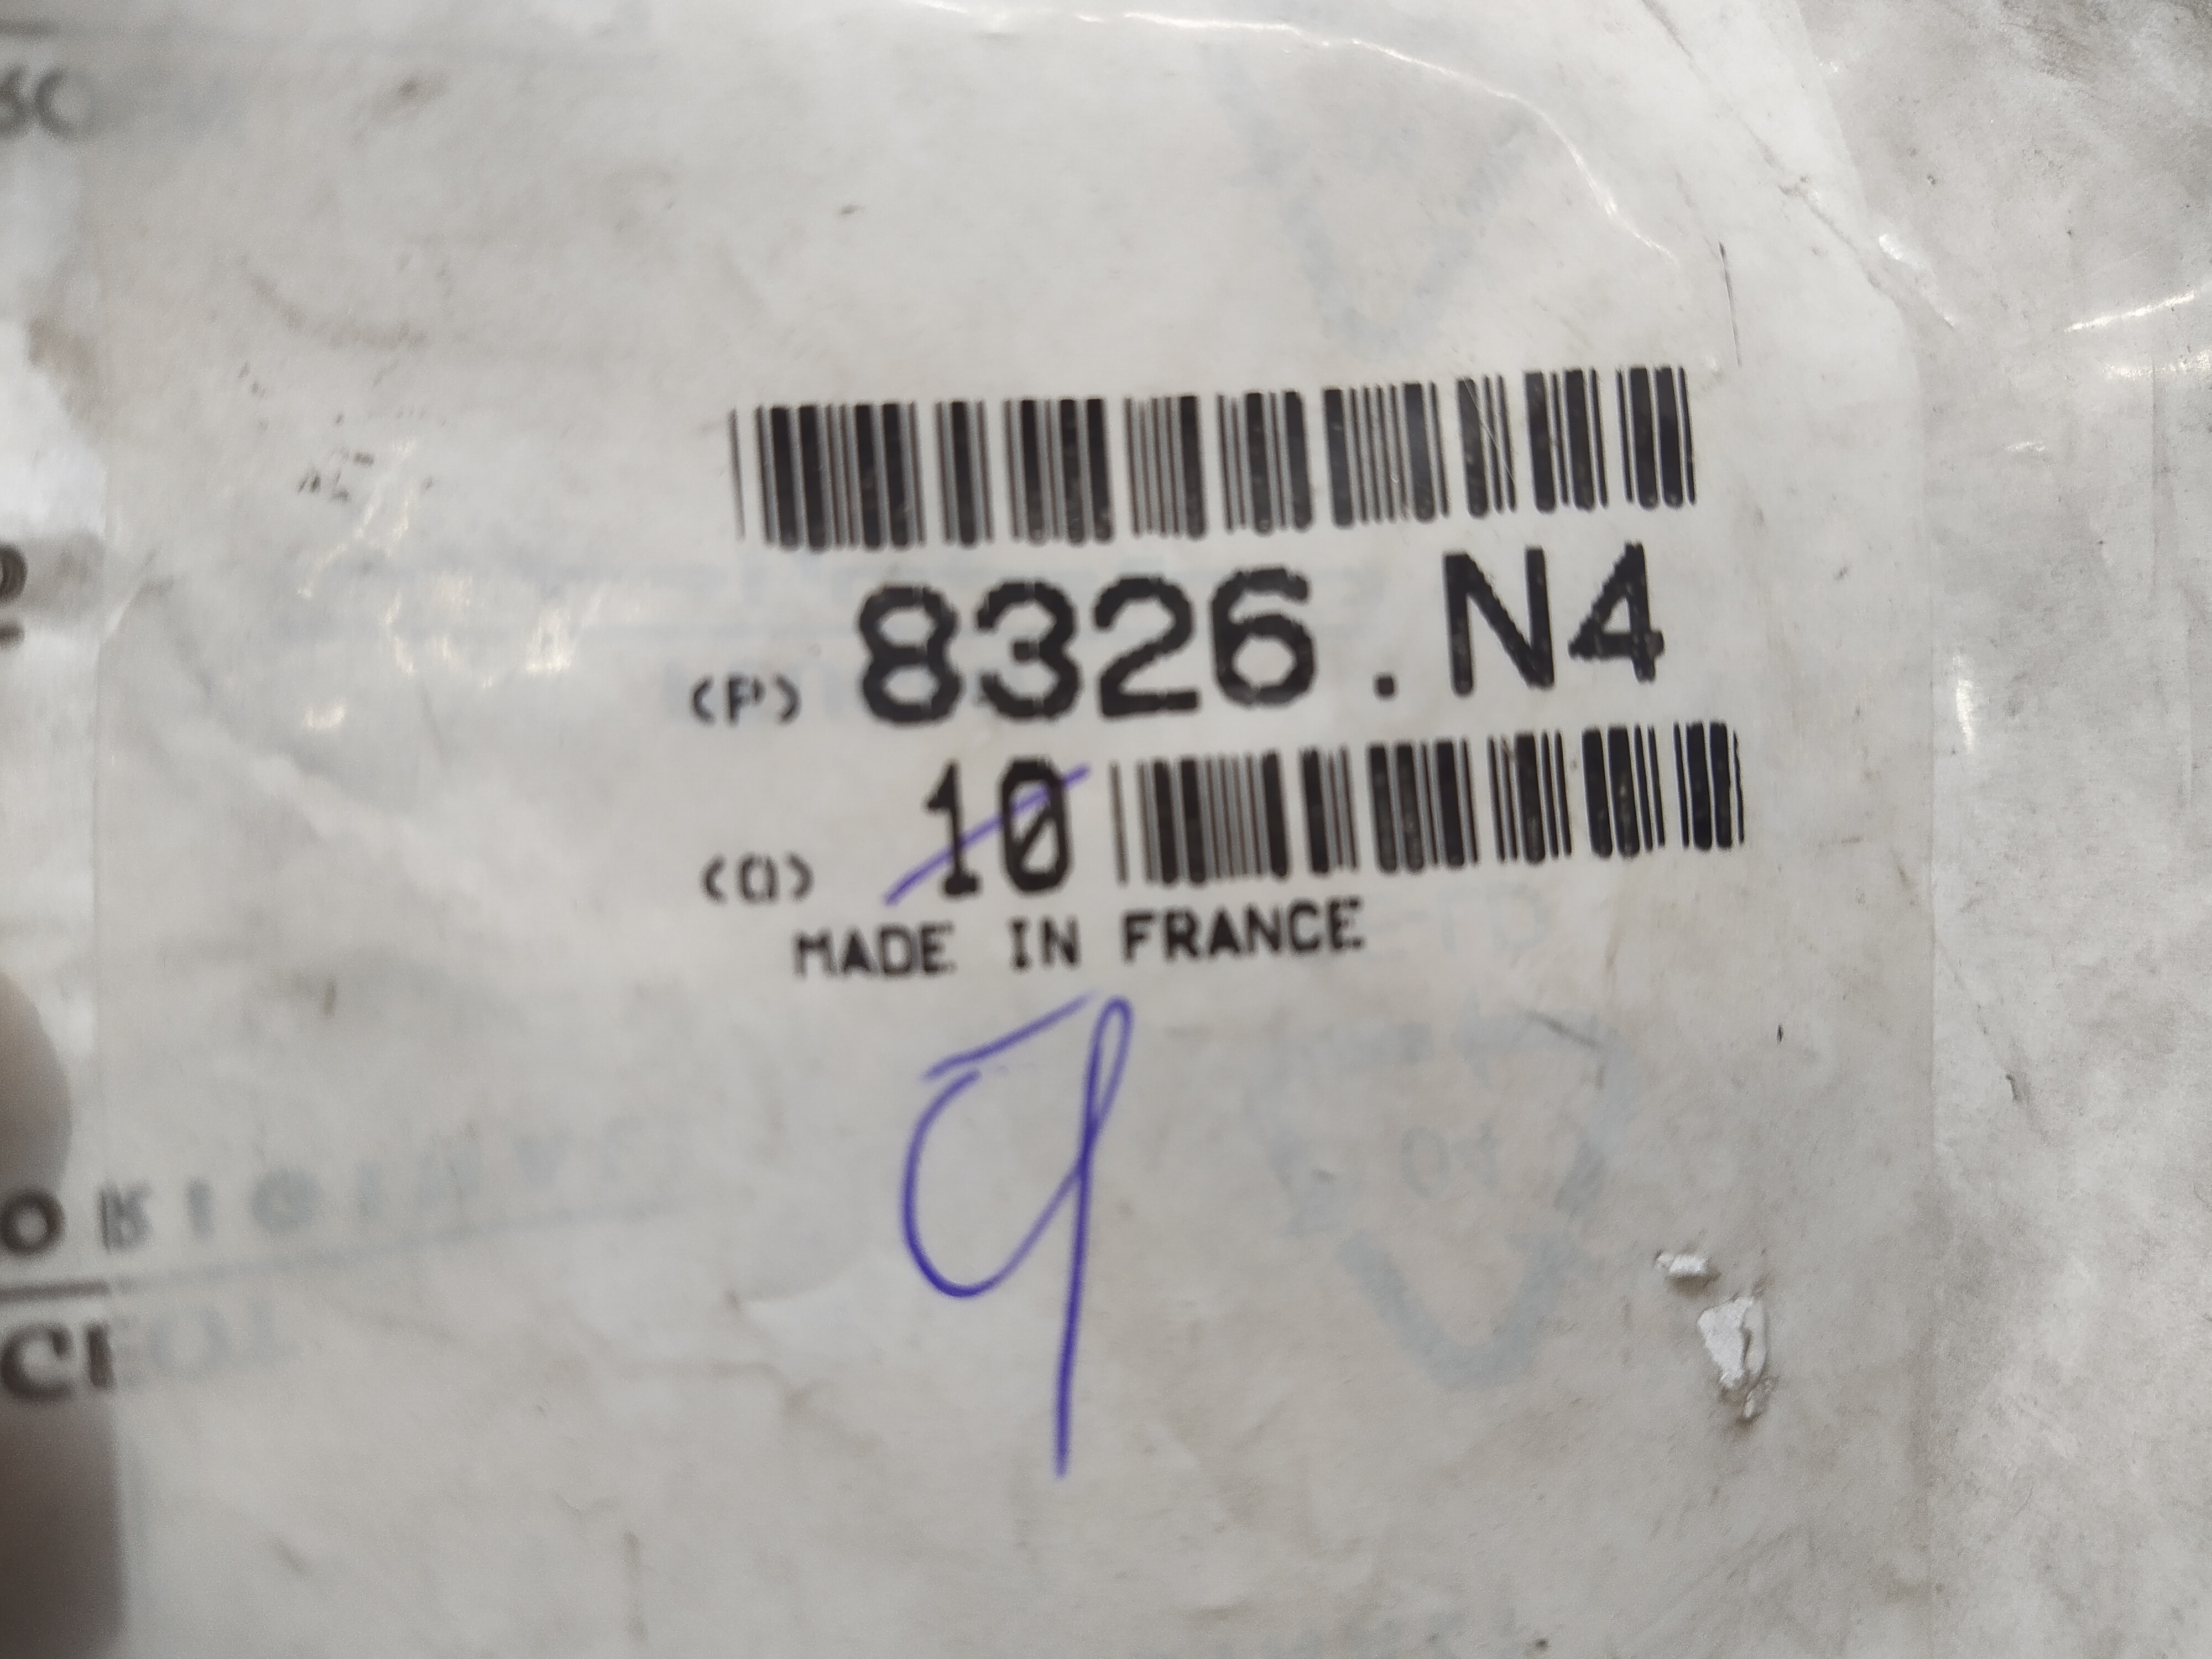 (P) 8326.N4
(Q) 10
MADE IN FRANCE
9